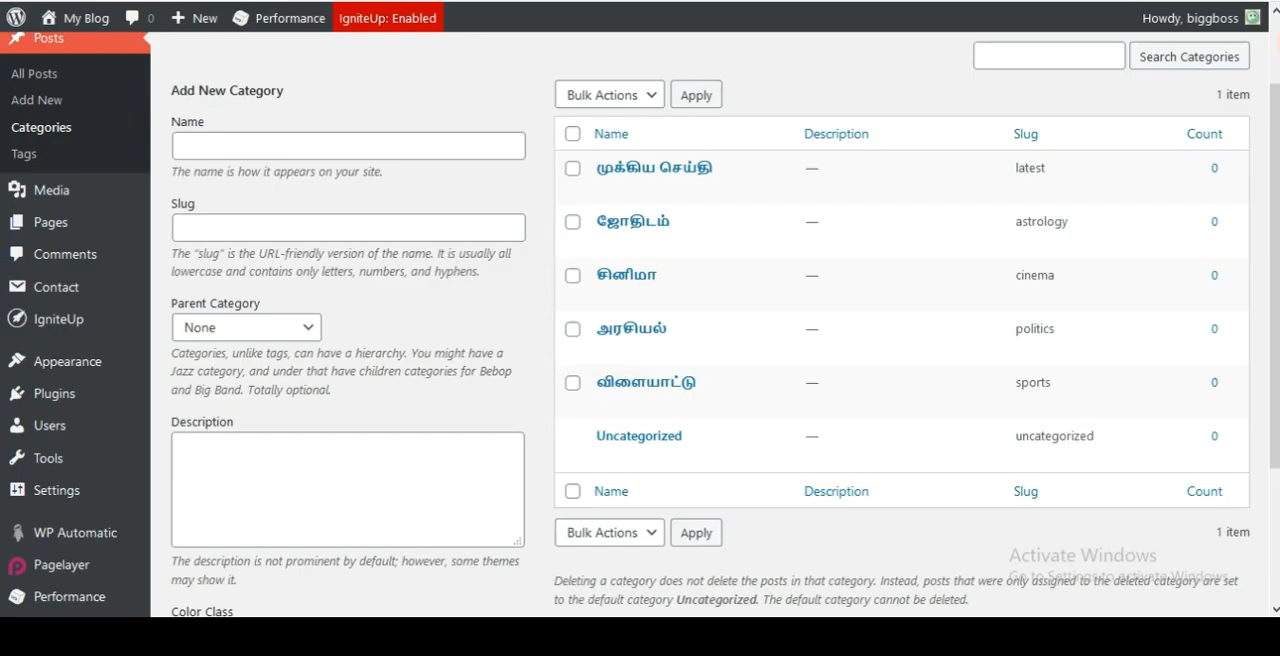 My Blog 0 New Performance IgniteUp: Enabled Howdy, biggboss
Posts
All Posts
Add New
Categories
Tags
Media
Pages
Comments
Contact
IgniteUp
Appearance
Plugins
Users
Tools
Settings
WP Automatic
Pagelayer
Performance
Search Categories
Add New Category
Name
The name is how it appears on your site.
Slug
The “slug” is the URL-friendly version of the name. It is usually all
lowercase and contains only letters, numbers, and hyphens.
Parent Category
None
Categories, unlike tags, can have a hierarchy. You might have a
Jazz category, and under that have children categories for Bebop
and Big Band. Totally optional.
Description
The description is not prominent by default; however, some themes
may show it.
Color Class
Bulk Actions Apply 1 item
Name Description Slug Count
முக்கிய செய்தி — latest 0
ஜோதிடம் — astrology 0
சினிமா — cinema 0
அரசியல் — politics 0
விளையாட்டு — sports 0
Uncategorized — uncategorized 0
Name Description Slug Count
Bulk Actions Apply 1 item
Activate Windows
Go to Settings to activate Windows.
Deleting a category does not delete the posts in that category. Instead, posts that were only assigned to the deleted category are set
to the default category Uncategorized. The default category cannot be deleted.